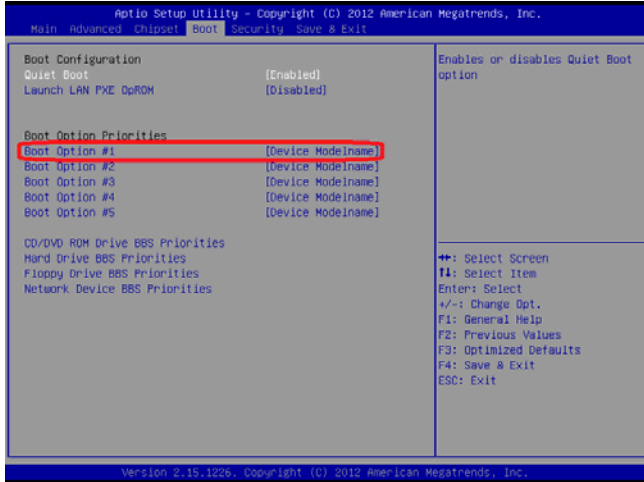 Aptio Setup Utility - Copyright (C) 2012 American Megatrends, Inc.
Main Advanced Chipset Boot Security Save & Exit
Boot Configuration
Quiet Boot [Enabled]
Launch LAN PXE OpROM [Disabled]
Boot Option Priorities
Boot Option #1 [Device Modelname]
Boot Option #2 [Device Modelname]
Boot Option #3 [Device Modelname]
Boot Option #4 [Device Modelname]
Boot Option #5 [Device Modelname]
CD/DVD ROM Drive BBS Priorities
Hard Drive BBS Priorities
Floppy Drive BBS Priorities
Network Device BBS Priorities
Enables or disables Quiet Boot
option
→←: Select Screen
↑↓: Select Item
Enter: Select
+/-: Change Opt.
F1: General Help
F2: Previous Values
F3: Optimized Defaults
F4: Save & Exit
ESC: Exit
Version 2.15.1226. Copyright (C) 2012 American Megatrends, Inc.